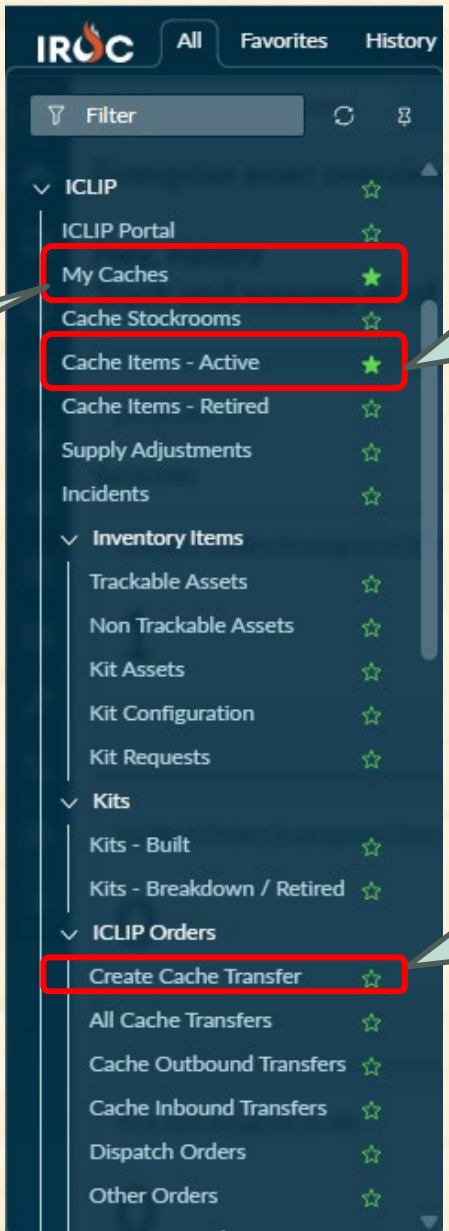 IROC All Favorites History
Filter
ICLIP
ICLIP Portal
My Caches
Cache Stockrooms
Cache Items - Active
Cache Items - Retired
Supply Adjustments
Incidents
Inventory Items
Trackable Assets
Non Trackable Assets
Kit Assets
Kit Configuration
Kit Requests
Kits
Kits - Built
Kits - Breakdown / Retired
ICLIP Orders
Create Cache Transfer
All Cache Transfers
Cache Outbound Transfers
Cache Inbound Transfers
Dispatch Orders
Other Orders